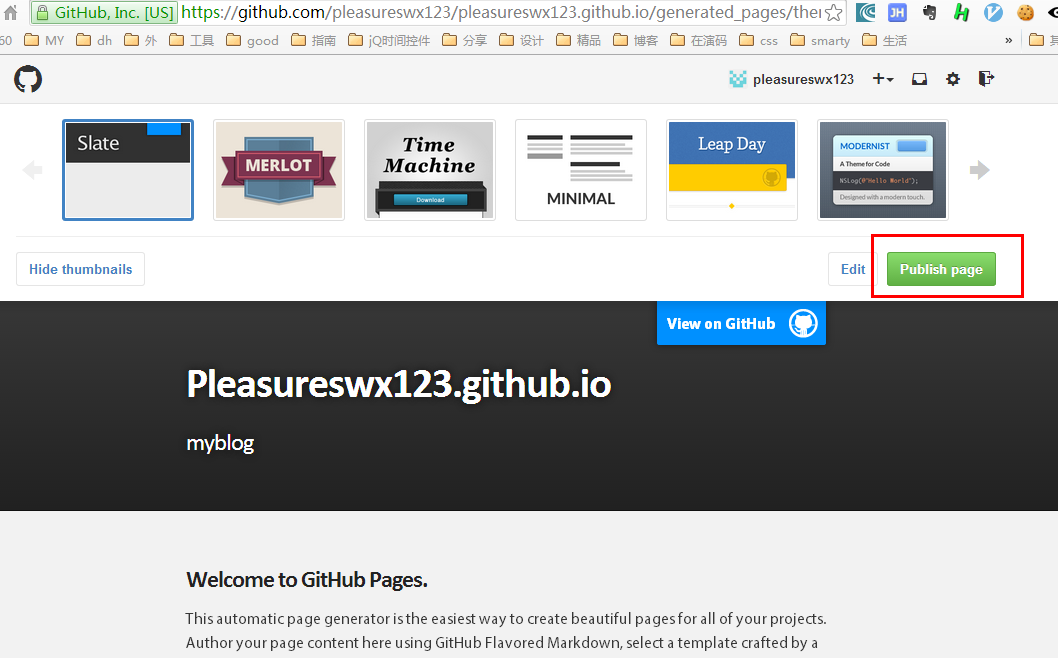 GitHub, Inc. [US] https://github.com/pleasureswx123/pleasureswx123.github.io/generated_pages/the
JH
60 MY dh 外 工具 good 指南 jQ时间控件 分享 设计 精品 博客 在演码 css smarty 生活 »
pleasureswx123
Slate
MERLOT
Time
Machine
Download
MINIMAL
Leap Day
MODERNIST
A Theme for Code
NSLog(@"Hello World");
Designed with a modern touch.
Hide thumbnails
Edit
Publish page
View on GitHub
Pleasureswx123.github.io
myblog
Welcome to GitHub Pages.
This automatic page generator is the easiest way to create beautiful pages for all of your projects.
Author your page content here using GitHub Flavored Markdown, select a template crafted by a